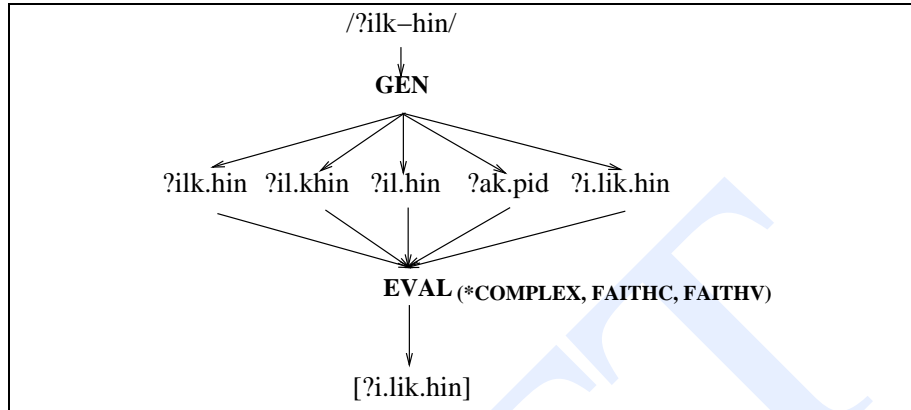 /?ilk−hin/
GEN
?ilk.hin ?il.khin ?il.hin ?ak.pid ?i.lik.hin
EVAL (*COMPLEX, FAITHC, FAITHV)
[?i.lik.hin]